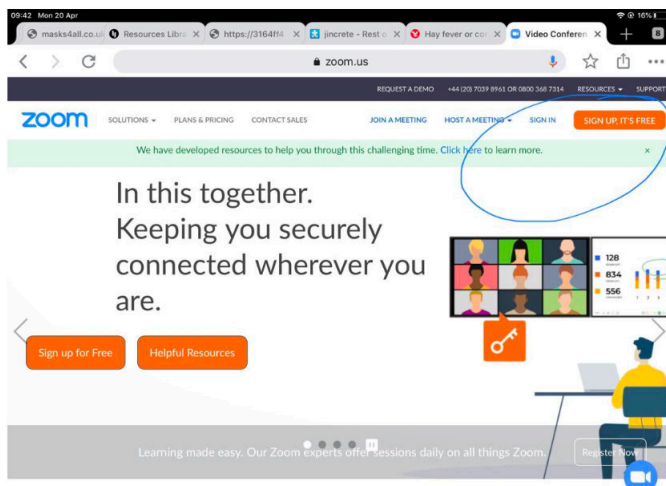 09:42 Mon 20 Apr
16%
masks4all.co.u
Resources Libra
https://3164ff4
jincrete - Rest o
Hay fever or cor
Video Conferen
8
zoom.us
REQUEST A DEMO +44 (20) 7039 8961 OR 0800 368 7314 RESOURCES SUPPORT
zoom SOLUTIONS PLANS & PRICING CONTACT SALES JOIN A MEETING HOST A MEETING SIGN IN SIGN UP, IT'S FREE
We have developed resources to help you through this challenging time. Click here to learn more.
In this together.
Keeping you securely
connected wherever you
are.
128
834
556
Sign up for Free
Helpful Resources
Learning made easy. Our Zoom experts offer sessions daily on all things Zoom.
Register Now